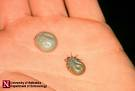 University of Nebraska
Department of Entomology